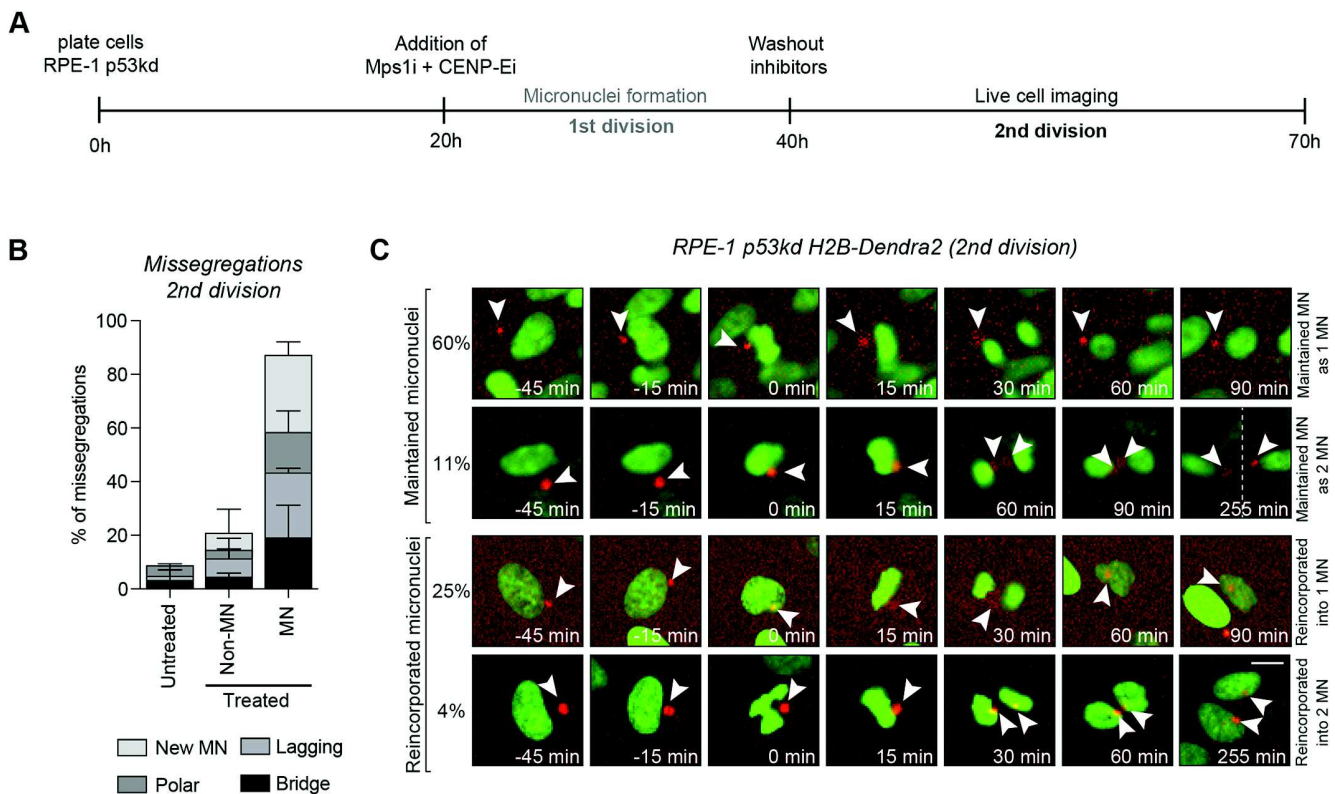 A
plate cells
RPE-1 p53kd
Addition of
Mps1i + CENP-Ei
Washout
inhibitors
Micronuclei formation
1st division
Live cell imaging
2nd division
0h
20h
40h
70h
B
Missegregations
2nd division
% of missegregations
100
80
60
40
20
0
Untreated
Non-MN
MN
Treated
New MN
Lagging
Polar
Bridge
C
RPE-1 p53kd H2B-Dendra2 (2nd division)
Maintained micronuclei
60%
-45 min
-15 min
0 min
15 min
30 min
60 min
90 min
Maintained MN
as 1 MN
11%
-45 min
-15 min
0 min
15 min
60 min
90 min
255 min
Maintained MN
as 2 MN
Reincorporated micronuclei
25%
-45 min
-15 min
0 min
15 min
30 min
60 min
90 min
Reincorporated
into 1 MN
4%
-45 min
-15 min
0 min
15 min
30 min
60 min
255 min
Reincorporated
into 2 MN